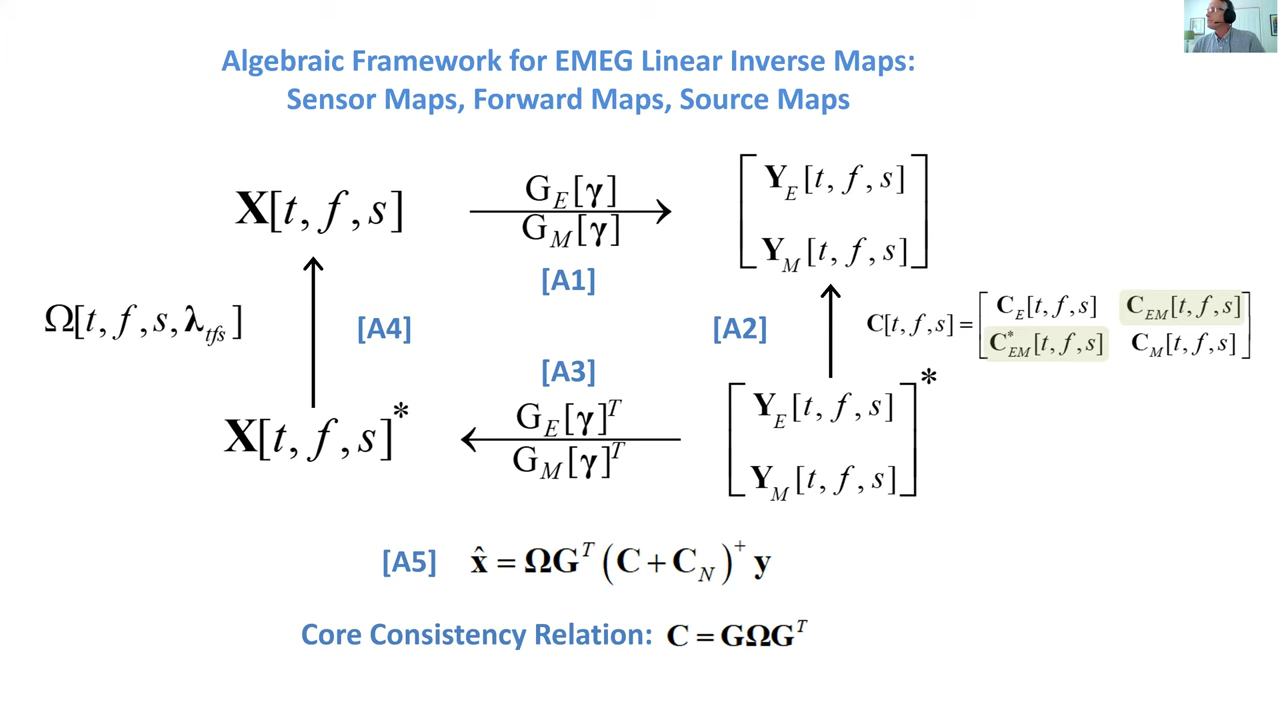 Algebraic Framework for EMEG Linear Inverse Maps:
Sensor Maps, Forward Maps, Source Maps
X[t, f, s]
G_E[γ]
G_M[γ]
[A1]
Y_E[t, f, s]
Y_M[t, f, s]
Ω[t, f, s, λ_tfs]
[A4]
[A2]
C[t, f, s] = [C_E[t, f, s] C_EM[t, f, s]
C*_EM[t, f, s] C_M[t, f, s]]
[A3]
X[t, f, s]*
G_E[γ]^T
G_M[γ]^T
[Y_E[t, f, s]
Y_M[t, f, s]]*
[A5] x̂ = ΩG^T (C + C_N)^+ y
Core Consistency Relation: C = GΩG^T